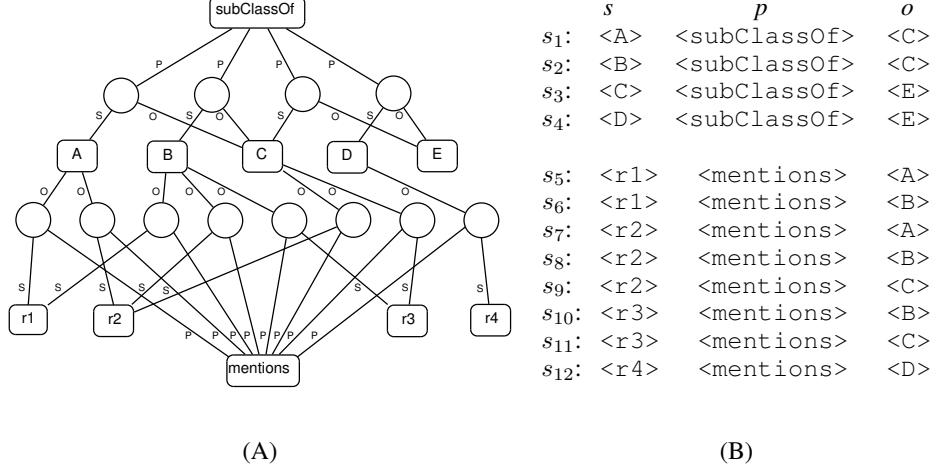 subClassOf
P P P P
S O S O S O S O
A B C D E
O O O O O O O O
S S S S S S S S
r1 r2 r3 r4
P P P P P P P
mentions
(A)
s p o
s1: <A> <subClassOf> <C>
s2: <B> <subClassOf> <C>
s3: <C> <subClassOf> <E>
s4: <D> <subClassOf> <E>
s5: <r1> <mentions> <A>
s6: <r1> <mentions> <B>
s7: <r2> <mentions> <A>
s8: <r2> <mentions> <B>
s9: <r2> <mentions> <C>
s10: <r3> <mentions> <B>
s11: <r3> <mentions> <C>
s12: <r4> <mentions> <D>
(B)